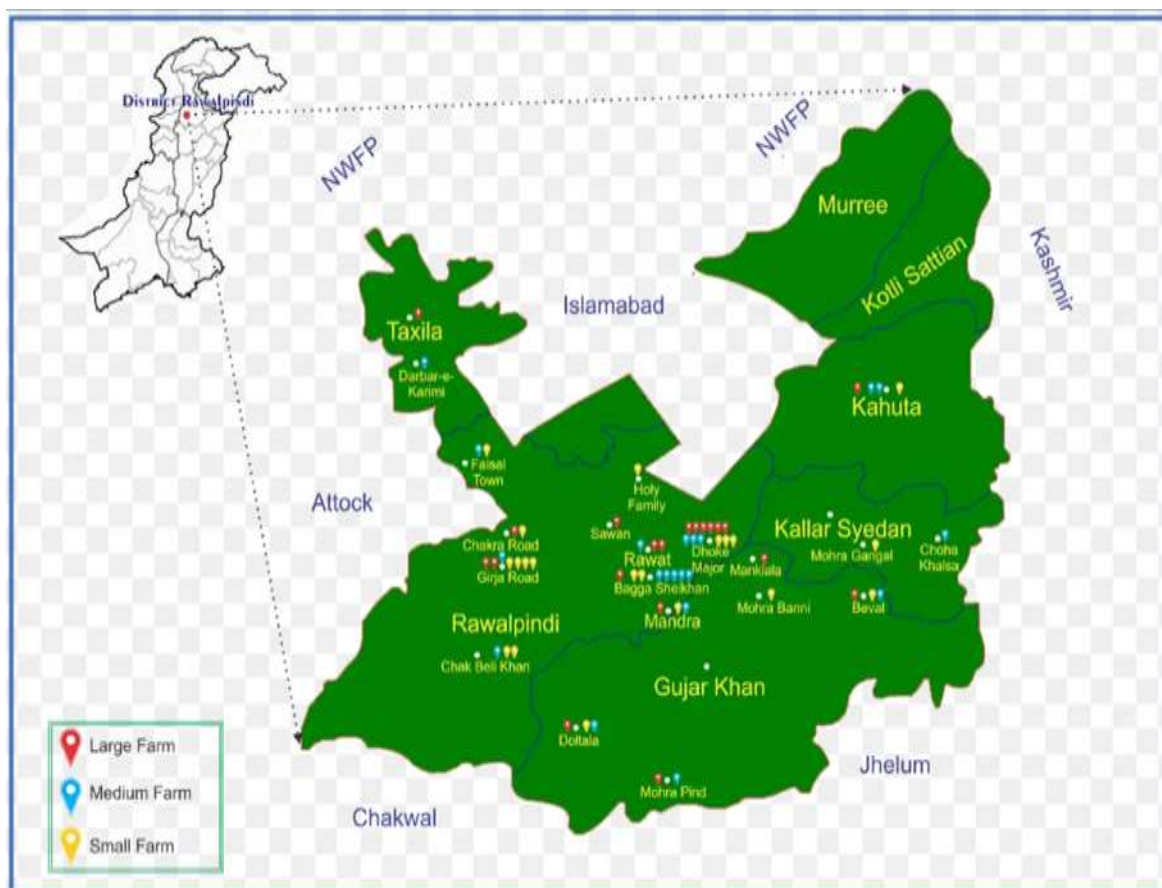 District Rawalpisdi
NWFP
NWFP
Murree
Kashmir
Kotli Sattian
Islamabad
Taxila
Darbar-e-
Karimi
Kahuta
Faisal
Town
Holy
Family
Attock
Kallar Syedan
Sawan
Chakra Road
Mohra Gangal
Choha
Khalsa
Rawat
Dhoke
Major
Mankiala
Girja Road
Bagga Sheikhan
Mohra Banni
Beval
Mandra
Rawalpindi
Chak Beli Khan
Gujar Khan
Doltala
Large Farm
Jhelum
Mohra Pind
Medium Farm
Chakwal
Small Farm